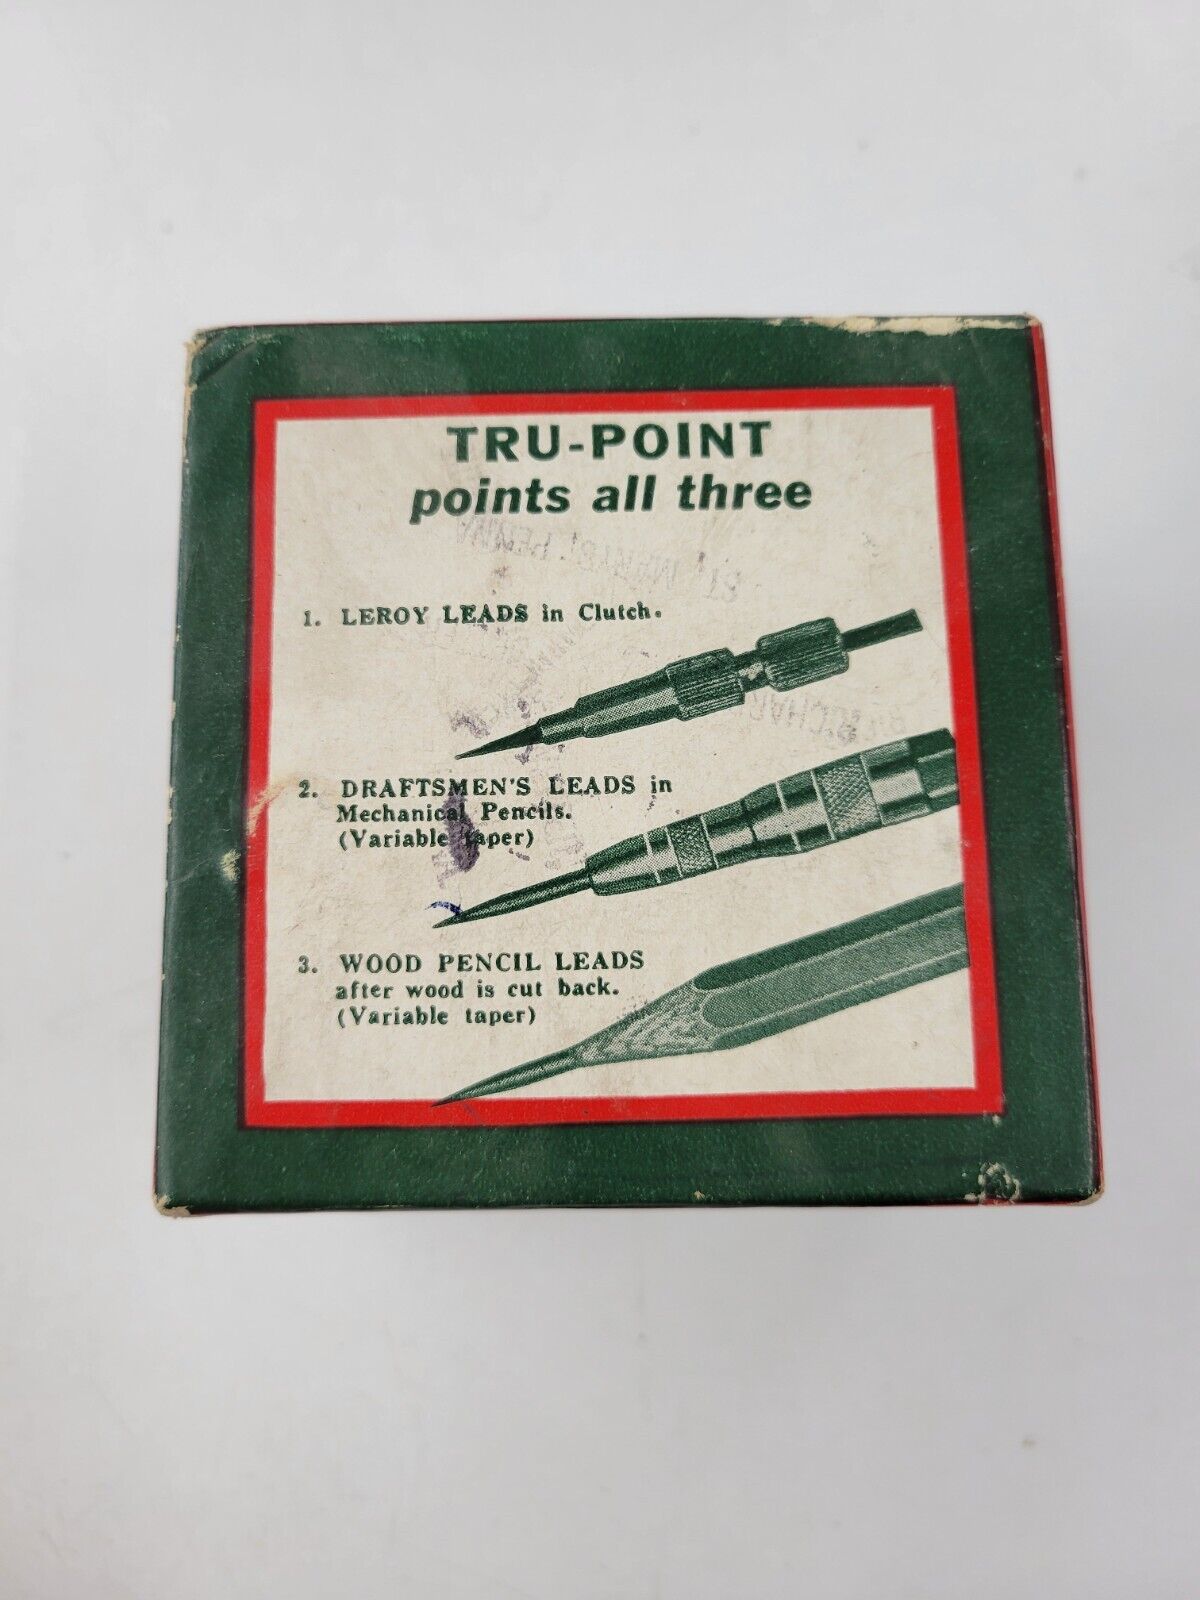 TRU-POINT
points all three
1. LEROY LEADS in Clutch.
2. DRAFTSMEN'S LEADS in
Mechanical Pencils.
(Variable taper)
3. WOOD PENCIL LEADS
after wood is cut back.
(Variable taper)